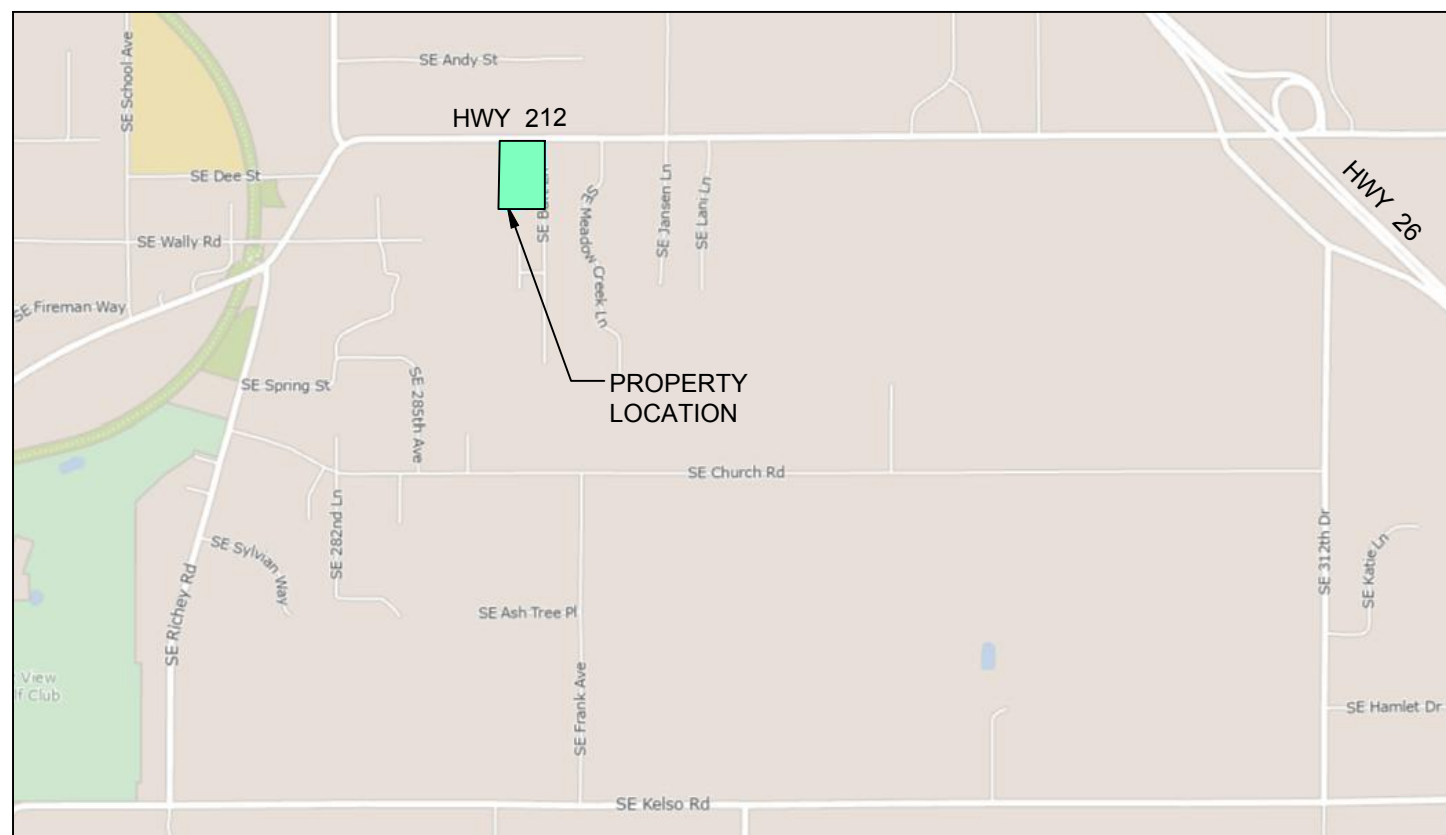 SE School Ave
SE Andy St
HWY 212
SE Dee St
SE Meadow Creek Ln
SE Jansen Ln
SE Lani Ln
HWY 26
SE Wally Rd
SE
SE Fireman Way
PROPERTY
LOCATION
SE Spring St
SE 285th Ave
SE Church Rd
SE 282nd Ln
SE Sylvian Way
SE 312th Dr
SE Katie Ln
SE Richey Rd
SE Ash Tree Pl
View
lf Club
SE Frank Ave
SE Hamlet Dr
SE Kelso Rd